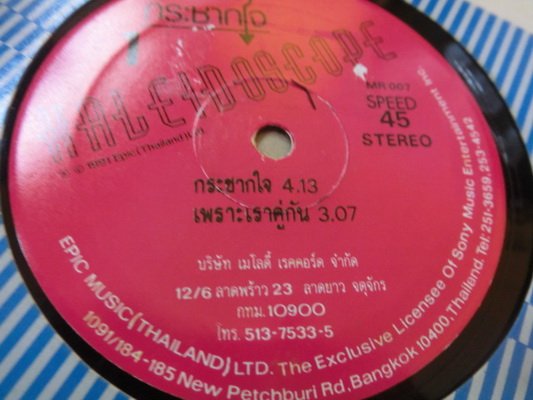 กระชากใจ
KALEIDOSCOPE
MR 007
SPEED
45
STEREO
กระชากใจ 4.13
เพราะเราคู่กัน 3.07
บริษัท เมโลดี้ เรคคอร์ด จำกัด
12/6 ลาดพร้าว 23 ลาดยาว จตุจักร
กทม. 10900
โทร. 513-7533-5
EPIC MUSIC (THAILAND) LTD. The Exclusive Licensee Of Sony Music Entertainment Inc.
1091/184-185 New Petchburi Rd. Bangkok 10400, Thailand. Tel: 251-3659, 253-4542